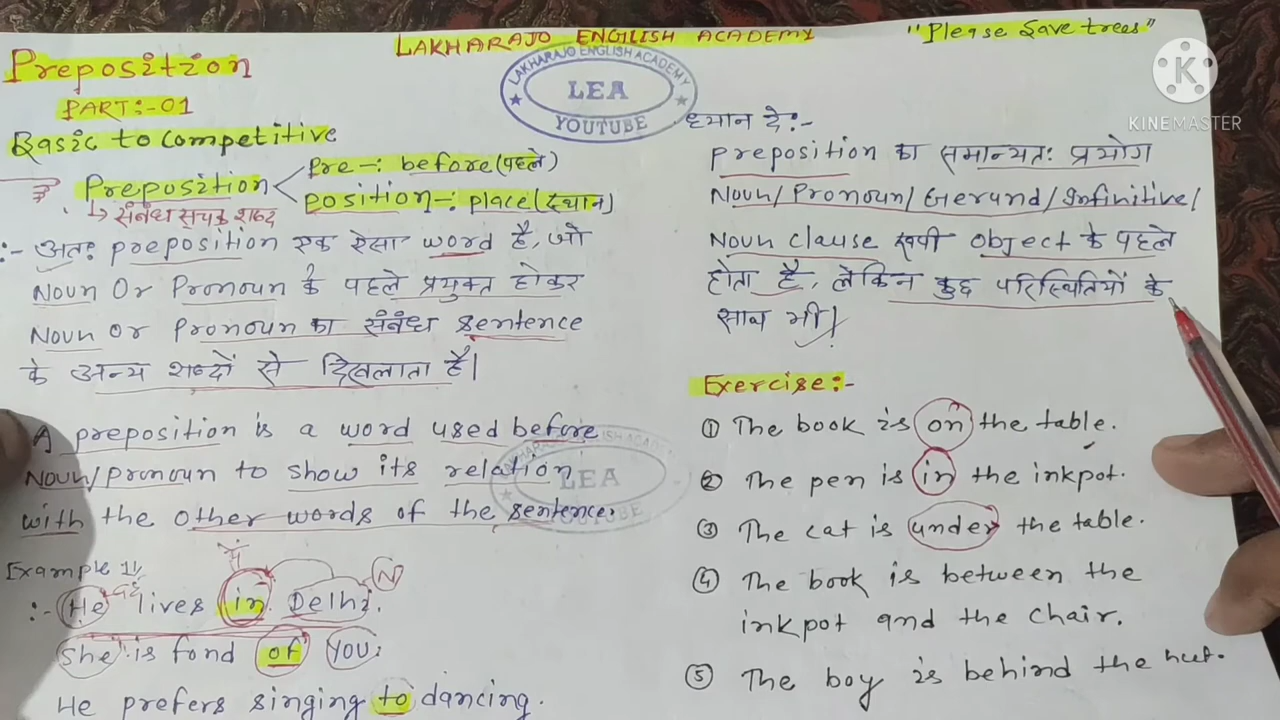 LAKHARAJO ENGLISH ACADEMY
"Please Save trees"
Preposition
PART:-01
Basic to competitive
Preposition
Pre-: before (पहले)
position-: place (स्थान)
↳ संबंध सूचक शब्द
:- अतः preposition एक ऐसा word है, जो
Noun Or Pronoun के पहले प्रयुक्त होकर
Noun or pronoun का संबंध sentence
के अन्य शब्दों से दिखलाता है।
A preposition is a word used before
Noun/pronoun to show its relation
with the other words of the sentence.
Example 1//
:- He lives in Delhi.
N
She is fond of You.
He prefers singing to dancing.
LAKHARAJO ENGLISH ACADEMY
LEA
YOUTUBE
ध्यान दे:-
preposition का समान्यतः प्रयोग
Noun/Pronoun/Gerund/Infinitive/
Noun clause रूपी object के पहले
होता है, लेकिन कुछ परिस्थितियों के
साथ भी।
Exercise:-
① The book is on the table.
② The pen is in the inkpot.
③ The cat is under the table.
④ The book is between the
inkpot and the chair.
⑤ The boy is behind the hut.
LEA
YOUTUBE
K
KINEMASTER